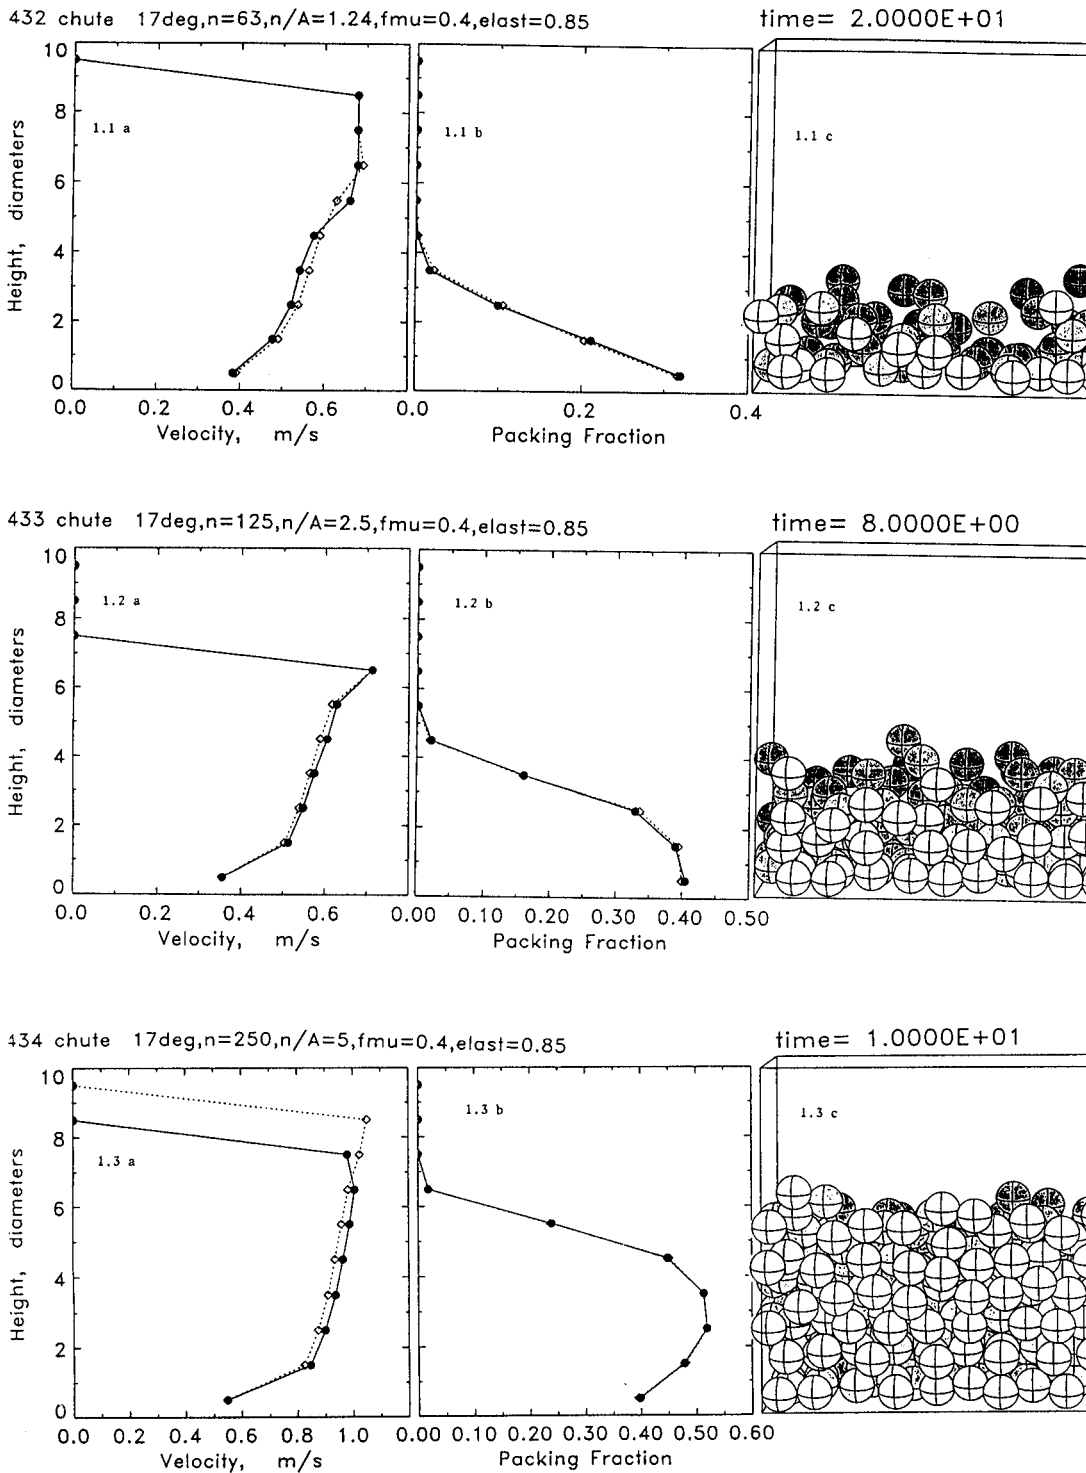 432 chute 17deg,n=63,n/A=1.24,fmu=0.4,elast=0.85
time= 2.0000E+01
10
8
6
4
2
0
Height, diameters
1.1 a
1.1 b
1.1 c
0.0 0.2 0.4 0.6
0.0 0.2 0.4
Velocity, m/s
Packing Fraction
433 chute 17deg,n=125,n/A=2.5,fmu=0.4,elast=0.85
time= 8.0000E+00
10
8
6
4
2
0
Height, diameters
1.2 a
1.2 b
1.2 c
0.0 0.2 0.4 0.6
0.00 0.10 0.20 0.30 0.40 0.50
Velocity, m/s
Packing Fraction
434 chute 17deg,n=250,n/A=5,fmu=0.4,elast=0.85
time= 1.0000E+01
10
8
6
4
2
0
Height, diameters
1.3 a
1.3 b
1.3 c
0.0 0.2 0.4 0.6 0.8 1.0
0.00 0.10 0.20 0.30 0.40 0.50 0.60
Velocity, m/s
Packing Fraction